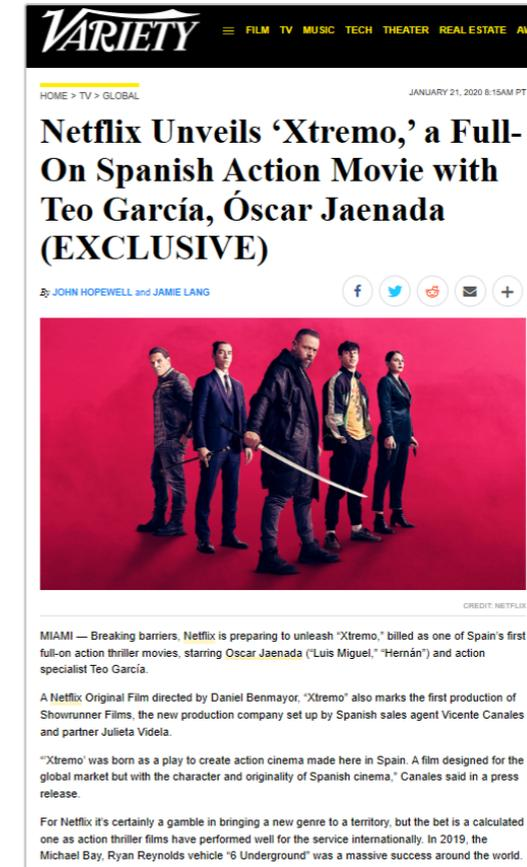 VARIETY
FILM TV MUSIC TECH THEATER REAL ESTATE
HOME > TV > GLOBAL
JANUARY 21, 2020 8:15AM PT
Netflix Unveils ‘Xtremo,’ a Full-
On Spanish Action Movie with
Teo García, Óscar Jaenada
(EXCLUSIVE)
By JOHN HOPEWELL and JAMIE LANG
CREDIT: NETFLIX
MIAMI — Breaking barriers, Netflix is preparing to unleash “Xtremo,” billed as one of Spain’s first
full-on action thriller movies, starring Oscar Jaenada (“Luis Miguel,” “Hernán”) and action
specialist Teo García.
A Netflix Original Film directed by Daniel Benmayor, “Xtremo” also marks the first production of
Showrunner Films, the new production company set up by Spanish sales agent Vicente Canales
and partner Julieta Videla.
“‘Xtremo’ was born as a play to create action cinema made here in Spain. A film designed for the
global market but with the character and originality of Spanish cinema,” Canales said in a press
release.
For Netflix it’s certainly a gamble in bringing a new genre to a territory, but the bet is a calculated
one as action thriller films have performed well for the service internationally. In 2019, the
Michael Bay, Ryan Reynolds vehicle “6 Underground” was a massive success around the world.